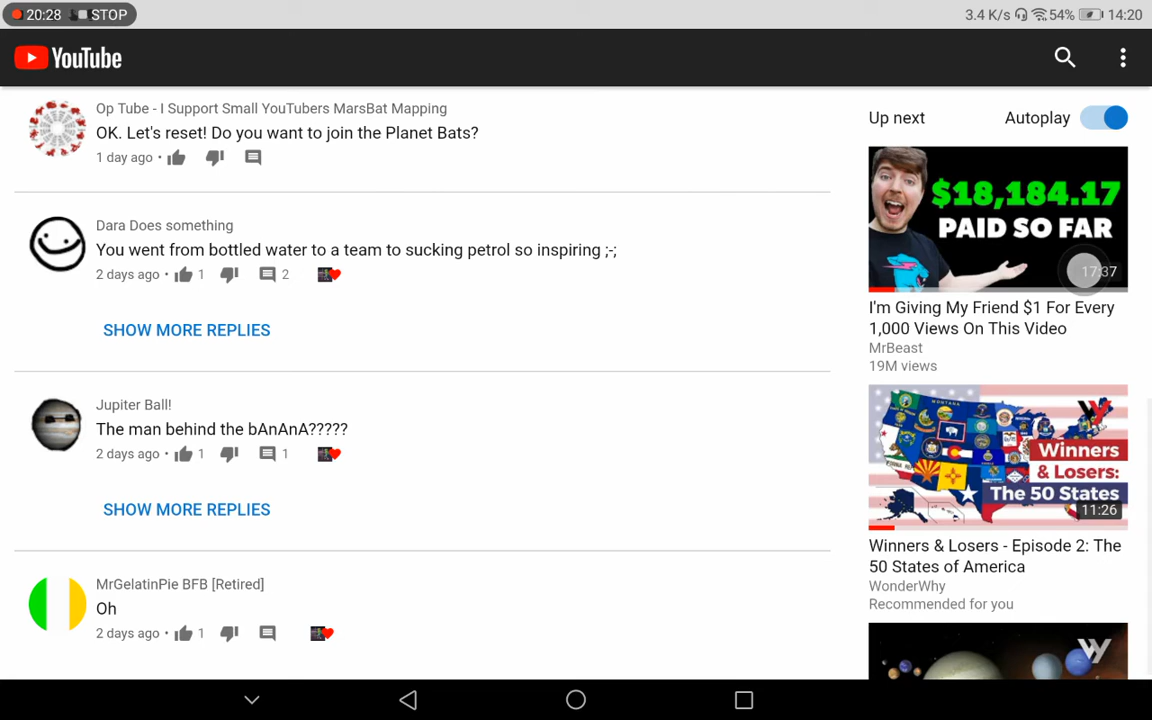 20:28 STOP
3.4 K/s 54% 14:20
YouTube
Op Tube - I Support Small YouTubers MarsBat Mapping
OK. Let's reset! Do you want to join the Planet Bats?
1 day ago •
Dara Does something
You went from bottled water to a team to sucking petrol so inspiring ;-;
2 days ago • 1 2
SHOW MORE REPLIES
Jupiter Ball!
The man behind the bAnAnA?????
2 days ago • 1 1
SHOW MORE REPLIES
MrGelatinPie BFB [Retired]
Oh
2 days ago • 1
Up next Autoplay
$18,184.17
PAID SO FAR
17:37
I'm Giving My Friend $1 For Every
1,000 Views On This Video
MrBeast
19M views
MONTANA
Winners
& Losers:
The 50 States
11:26
Winners & Losers - Episode 2: The
50 States of America
WonderWhy
Recommended for you